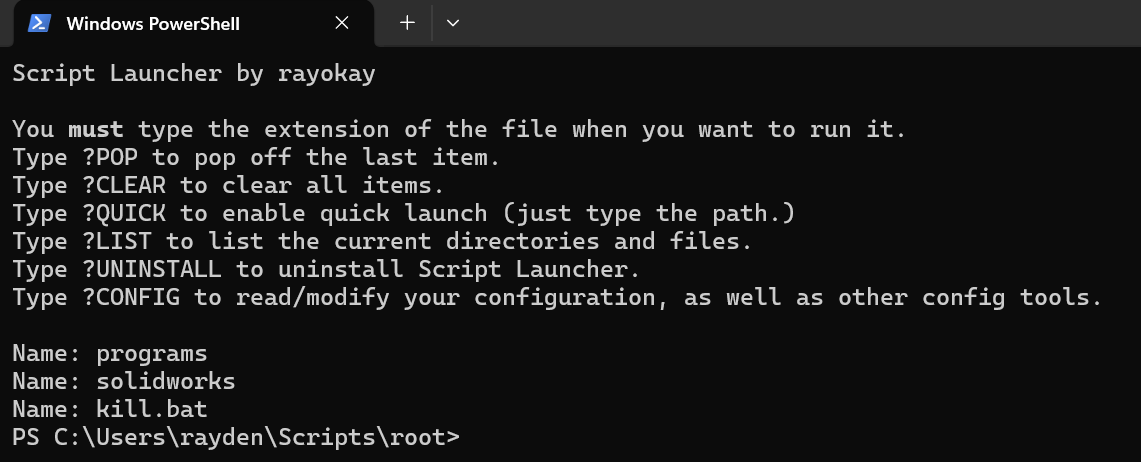 Windows PowerShell
Script Launcher by rayokay
You must type the extension of the file when you want to run it.
Type ?POP to pop off the last item.
Type ?CLEAR to clear all items.
Type ?QUICK to enable quick launch (just type the path.)
Type ?LIST to list the current directories and files.
Type ?UNINSTALL to uninstall Script Launcher.
Type ?CONFIG to read/modify your configuration, as well as other config tools.
Name: programs
Name: solidworks
Name: kill.bat
PS C:\Users\rayden\Scripts\root>